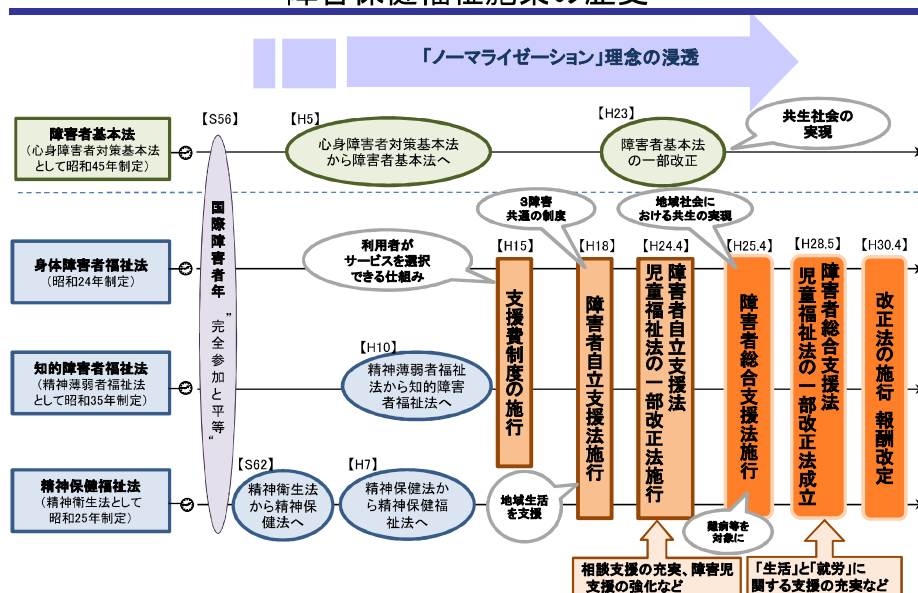 障害保健福祉施策の歴史
「ノーマライゼーション」理念の浸透
【S56】
【H5】
【H23】
共生社会の
実現
障害者基本法
（心身障害者対策基本法
として昭和45年制定）
心身障害者対策基本法
から障害者基本法へ
障害者基本法
の一部改正
国際障害者年
“完全参加と平等“
3障害
共通の制度
地域社会に
おける共生の実現
利用者が
サービスを選択
できる仕組み
【H15】
【H18】
【H24.4】
【H25.4】
【H28.5】
【H30.4】
身体障害者福祉法
（昭和24年制定）
支援費制度の施行
障害者自立支援法施行
障害者自立支援法
児童福祉法の一部改正法施行
障害者総合支援法施行
障害者総合支援法
児童福祉法の一部改正法成立
改正法の施行 報酬改定
【H10】
知的障害者福祉法
（精神薄弱者福祉法
として昭和35年制定）
精神薄弱者福祉
法から知的障害
者福祉法へ
【S62】
【H7】
精神保健福祉法
（精神衛生法として
昭和25年制定）
精神衛生法
から精神保
健法へ
精神保健法か
ら精神保健福
祉法へ
地域生活
を支援
難病等を
対象に
相談支援の充実、障害児
支援の強化など
「生活」と「就労」に
関する支援の充実など